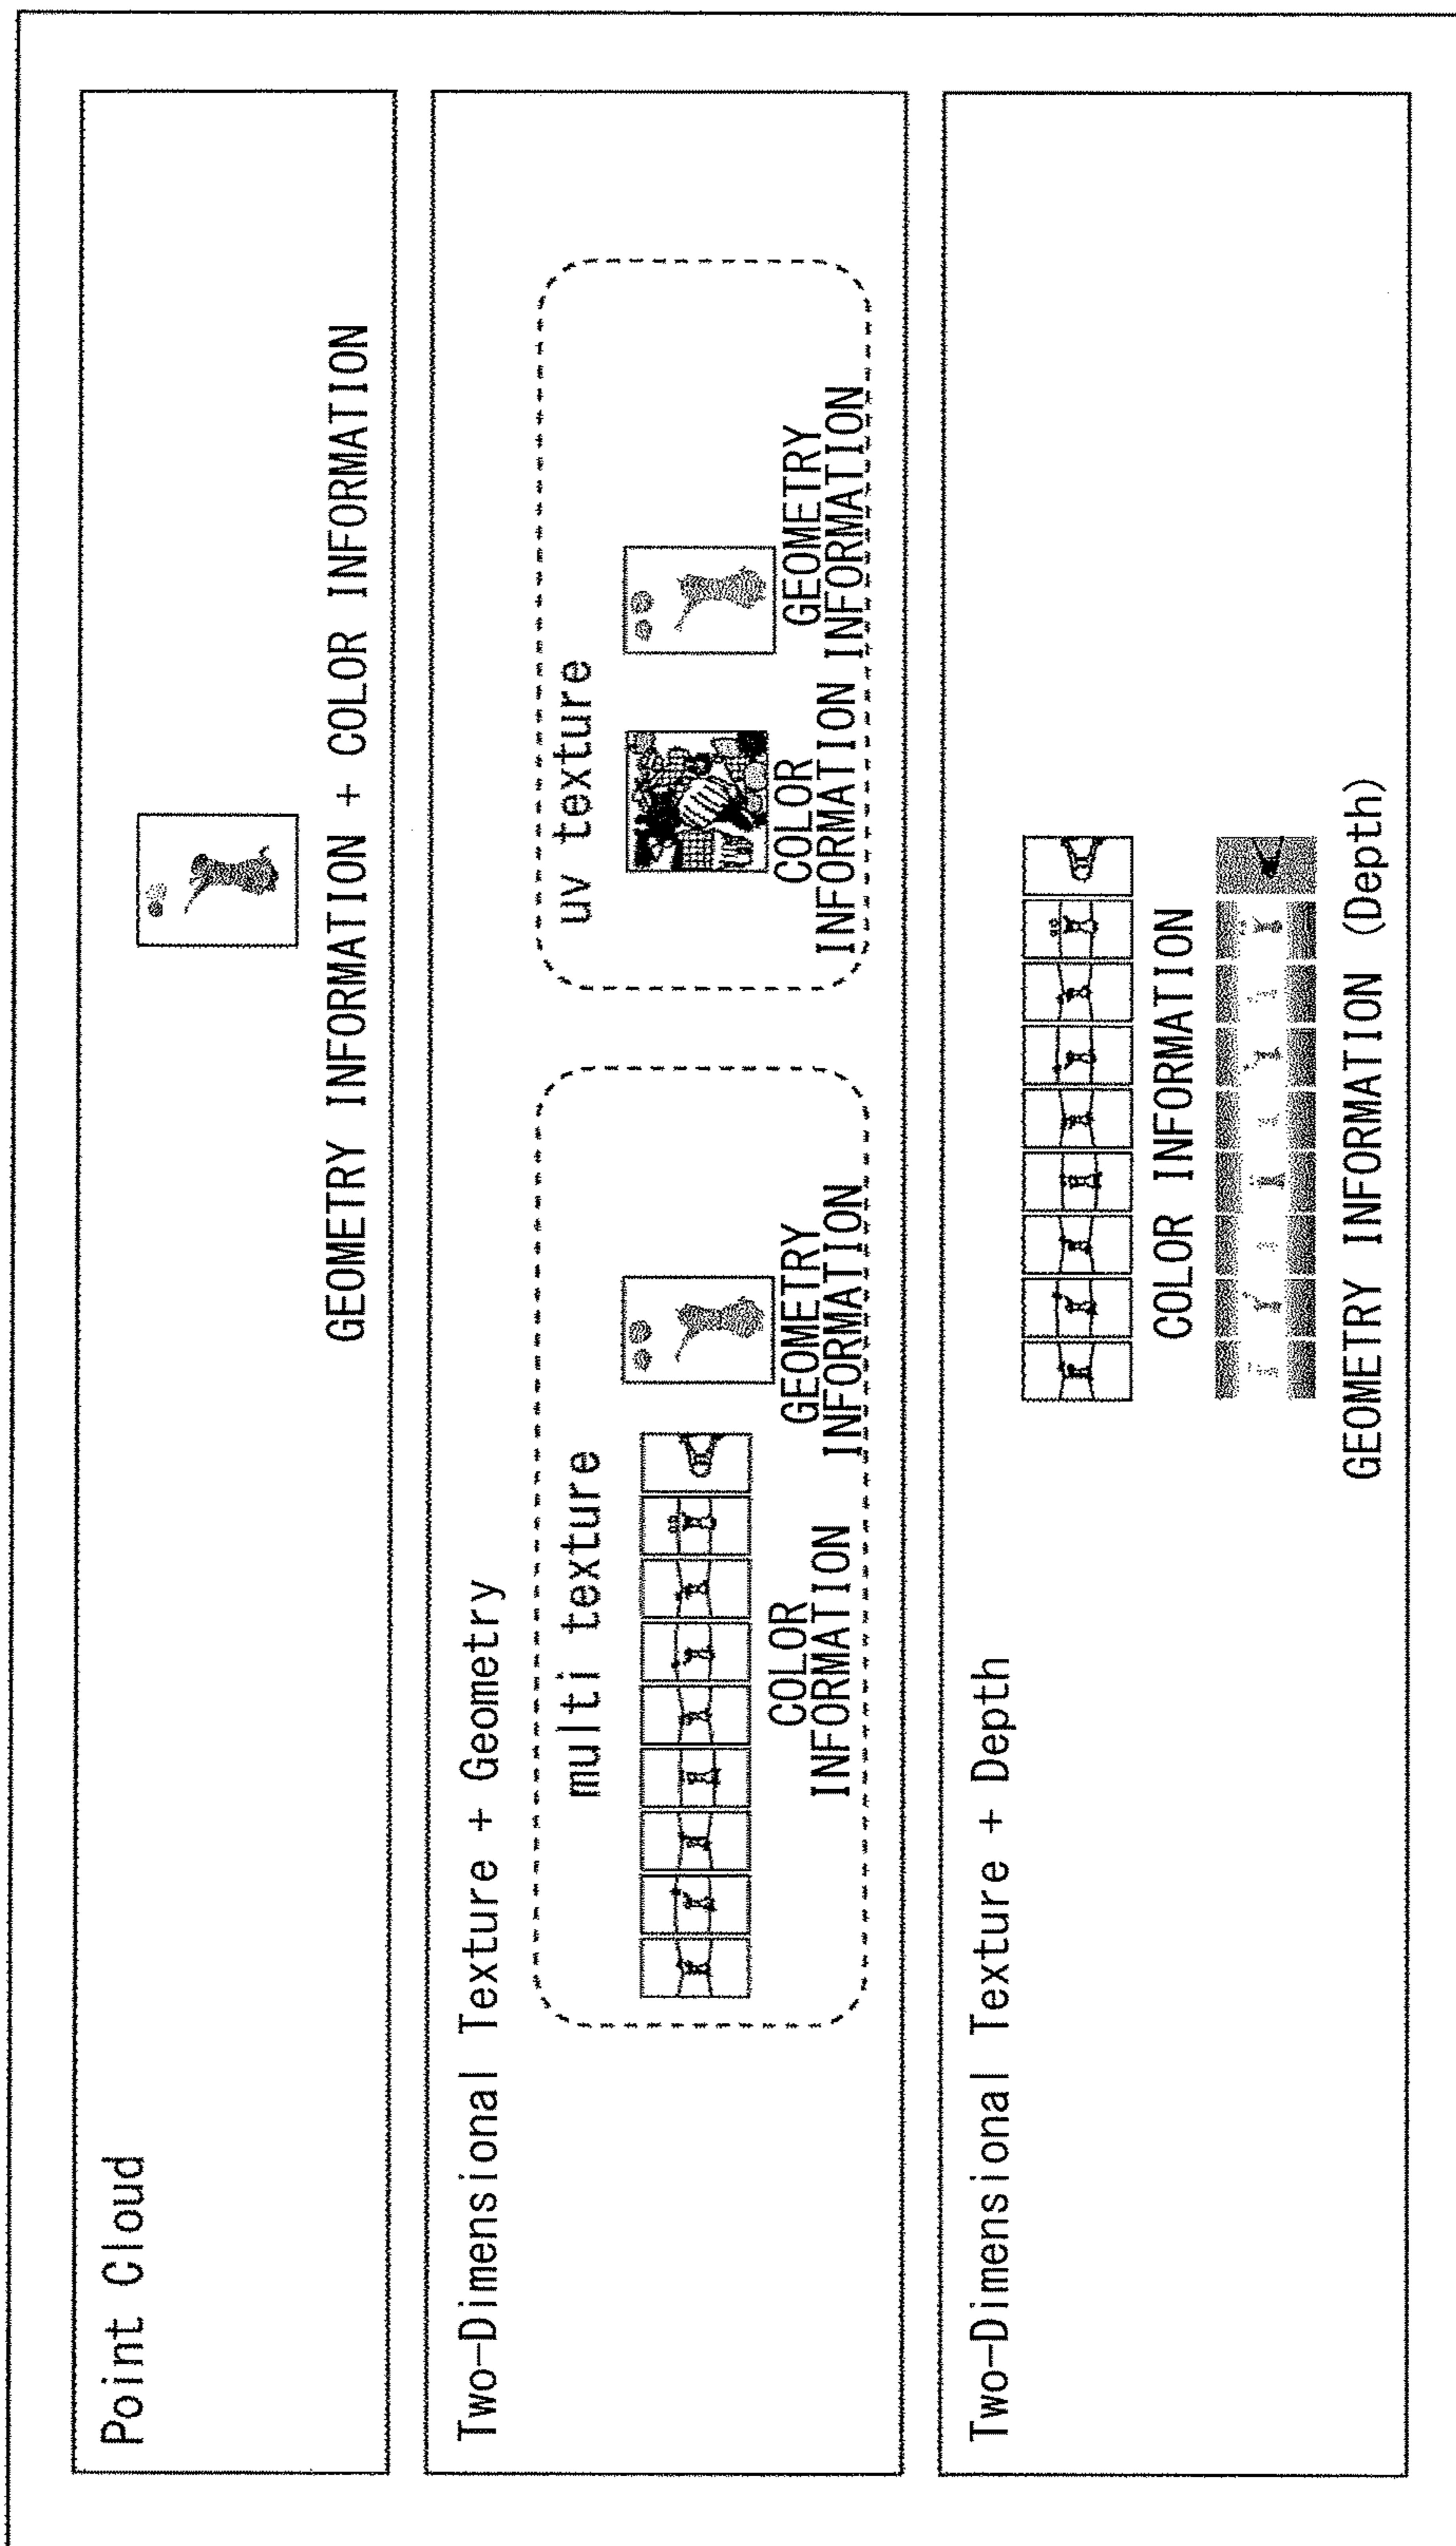 Point Cloud
GEOMETRY INFORMATION + COLOR INFORMATION
Two-Dimensional Texture + Geometry
multi texture
COLOR
INFORMATION
GEOMETRY
INFORMATION
uv texture
COLOR
INFORMATION
GEOMETRY
INFORMATION
Two-Dimensional Texture + Depth
COLOR INFORMATION
GEOMETRY INFORMATION (Depth)